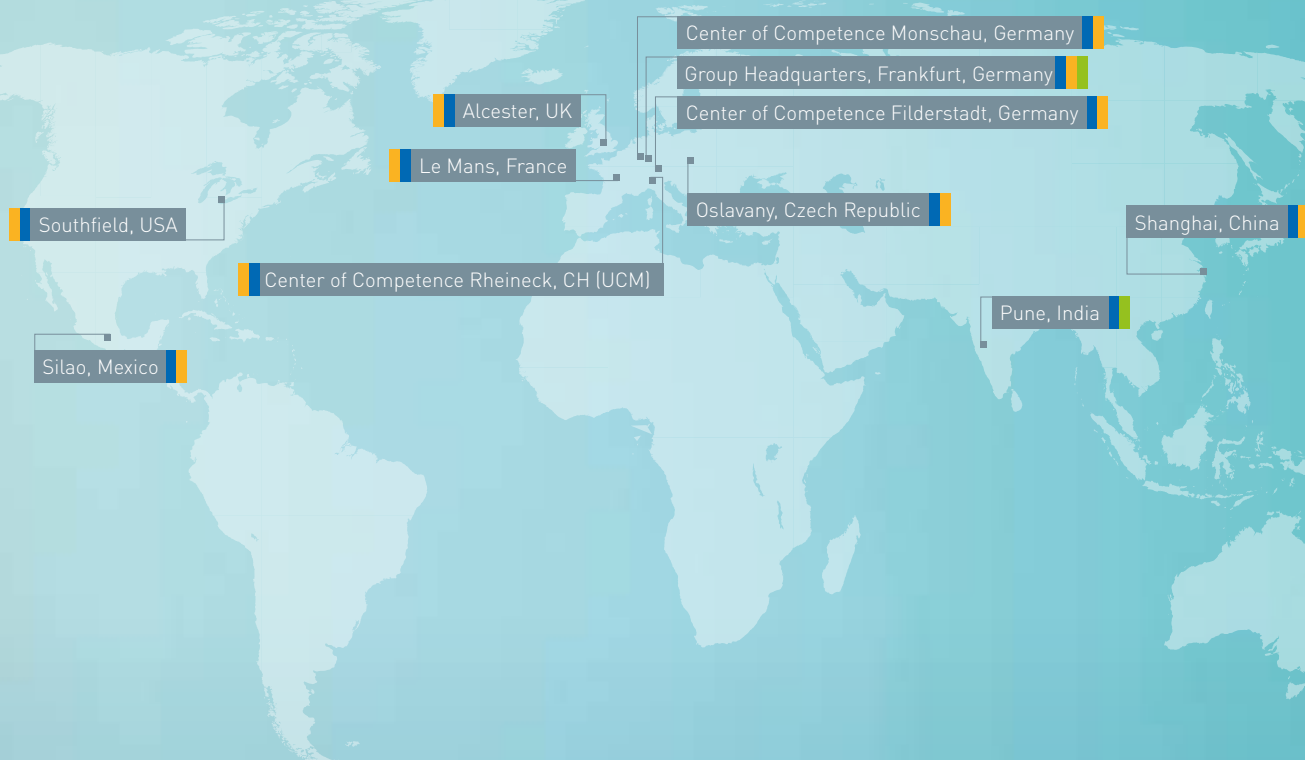 Center of Competence Monschau, Germany
Group Headquarters, Frankfurt, Germany
Center of Competence Filderstadt, Germany
Alcester, UK
Le Mans, France
Oslavany, Czech Republic
Southfield, USA
Shanghai, China
Center of Competence Rheineck, CH (UCM)
Pune, India
Silao, Mexico